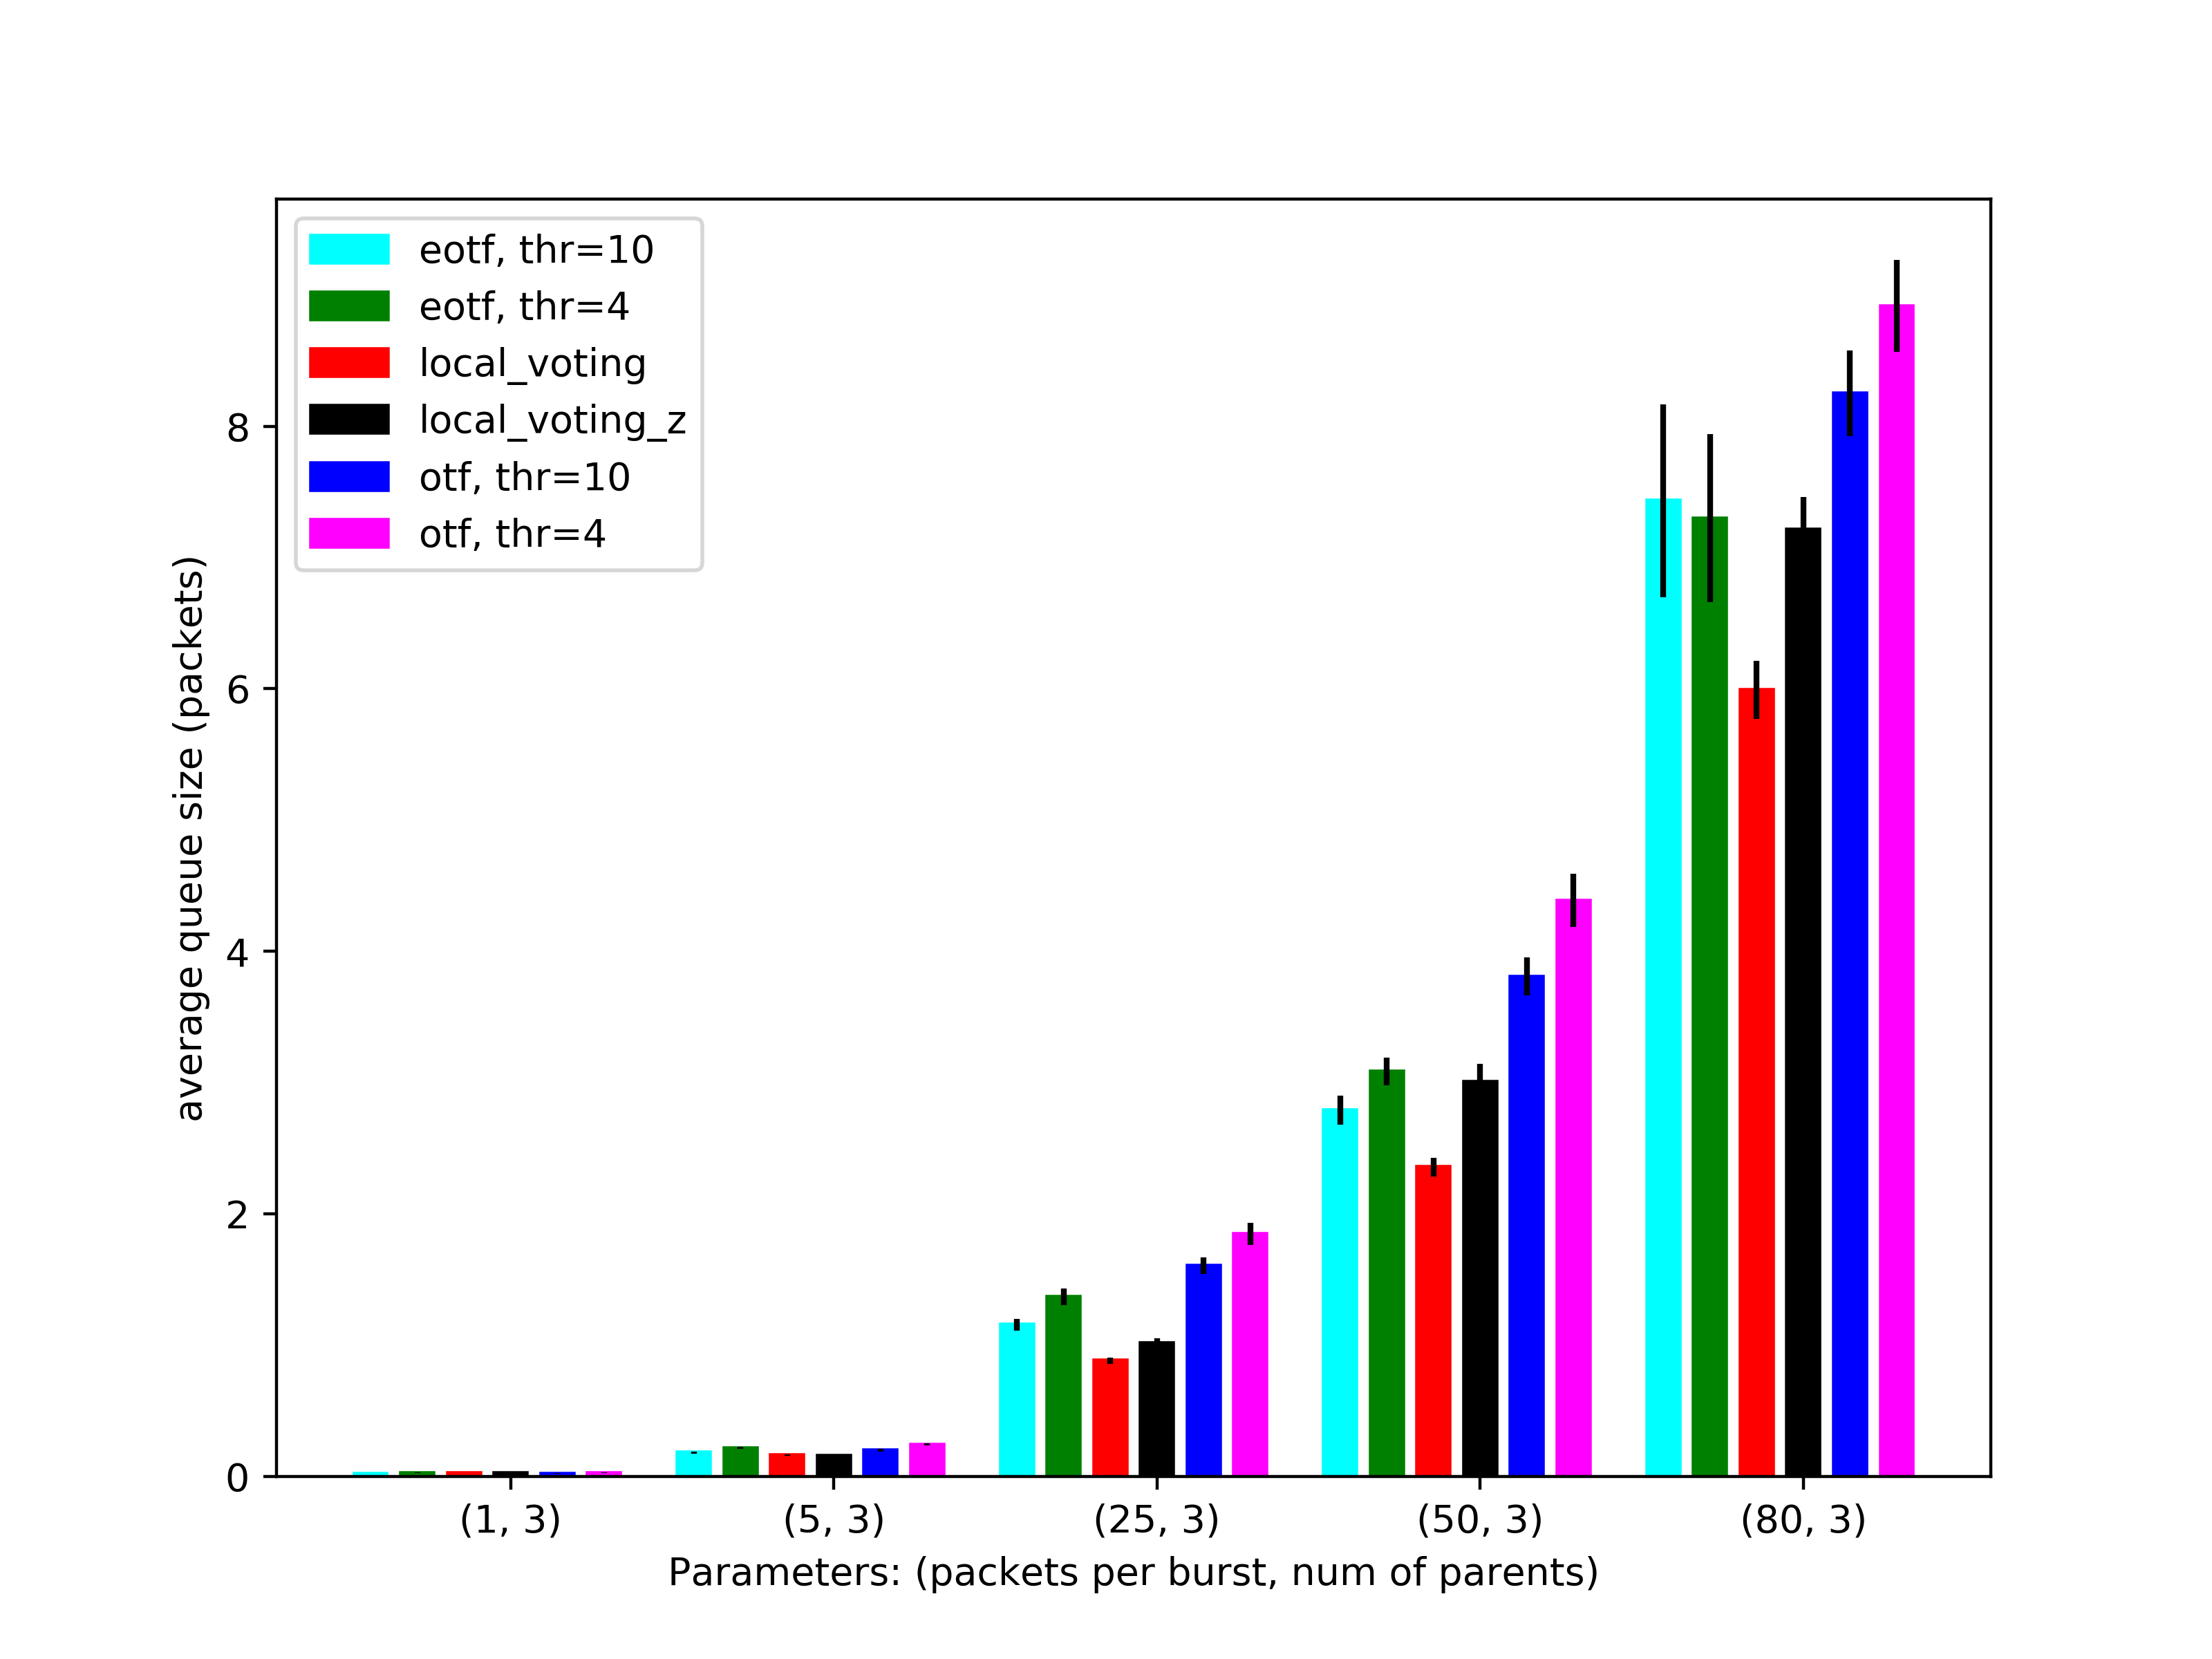 eotf, thr=10
eotf, thr=4
local_voting
local_voting_z
otf, thr=10
otf, thr=4
average queue size (packets)
8
6
4
2
0
(1, 3) (5, 3) (25, 3) (50, 3) (80, 3)
Parameters: (packets per burst, num of parents)